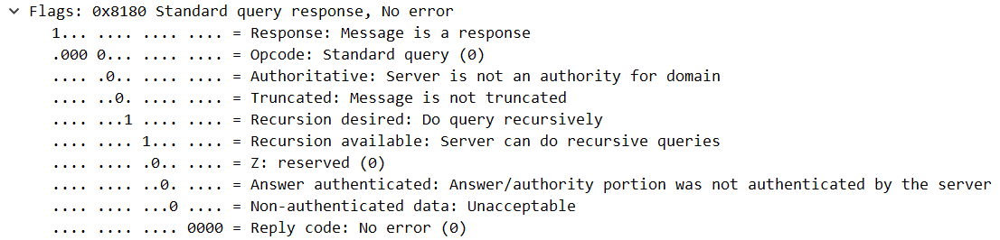 Flags: 0x8180 Standard query response, No error
1... .... .... .... = Response: Message is a response
.000 0... .... .... = Opcode: Standard query (0)
.... .0.. .... .... = Authoritative: Server is not an authority for domain
.... ..0. .... .... = Truncated: Message is not truncated
.... ...1 .... .... = Recursion desired: Do query recursively
.... .... 1... .... = Recursion available: Server can do recursive queries
.... .... .0.. .... = Z: reserved (0)
.... .... ..0. .... = Answer authenticated: Answer/authority portion was not authenticated by the server
.... .... ...0 .... = Non-authenticated data: Unacceptable
.... .... .... 0000 = Reply code: No error (0)